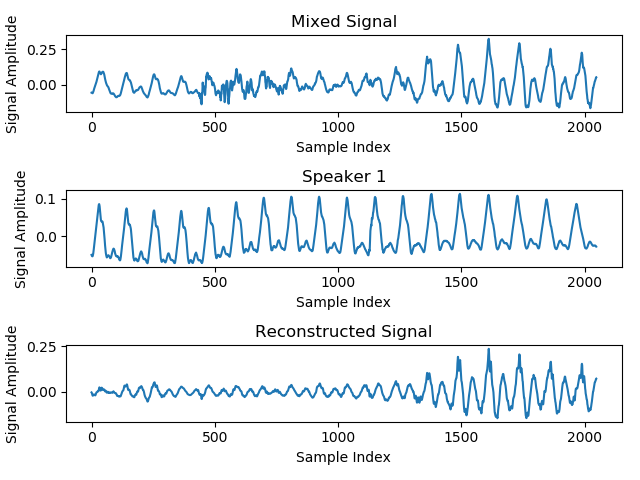 Mixed Signal
Signal Amplitude
0.25
0.00
0 500 1000 1500 2000
Sample Index
Speaker 1
Signal Amplitude
0.1
0.0
0 500 1000 1500 2000
Sample Index
Reconstructed Signal
Signal Amplitude
0.25
0.00
0 500 1000 1500 2000
Sample Index